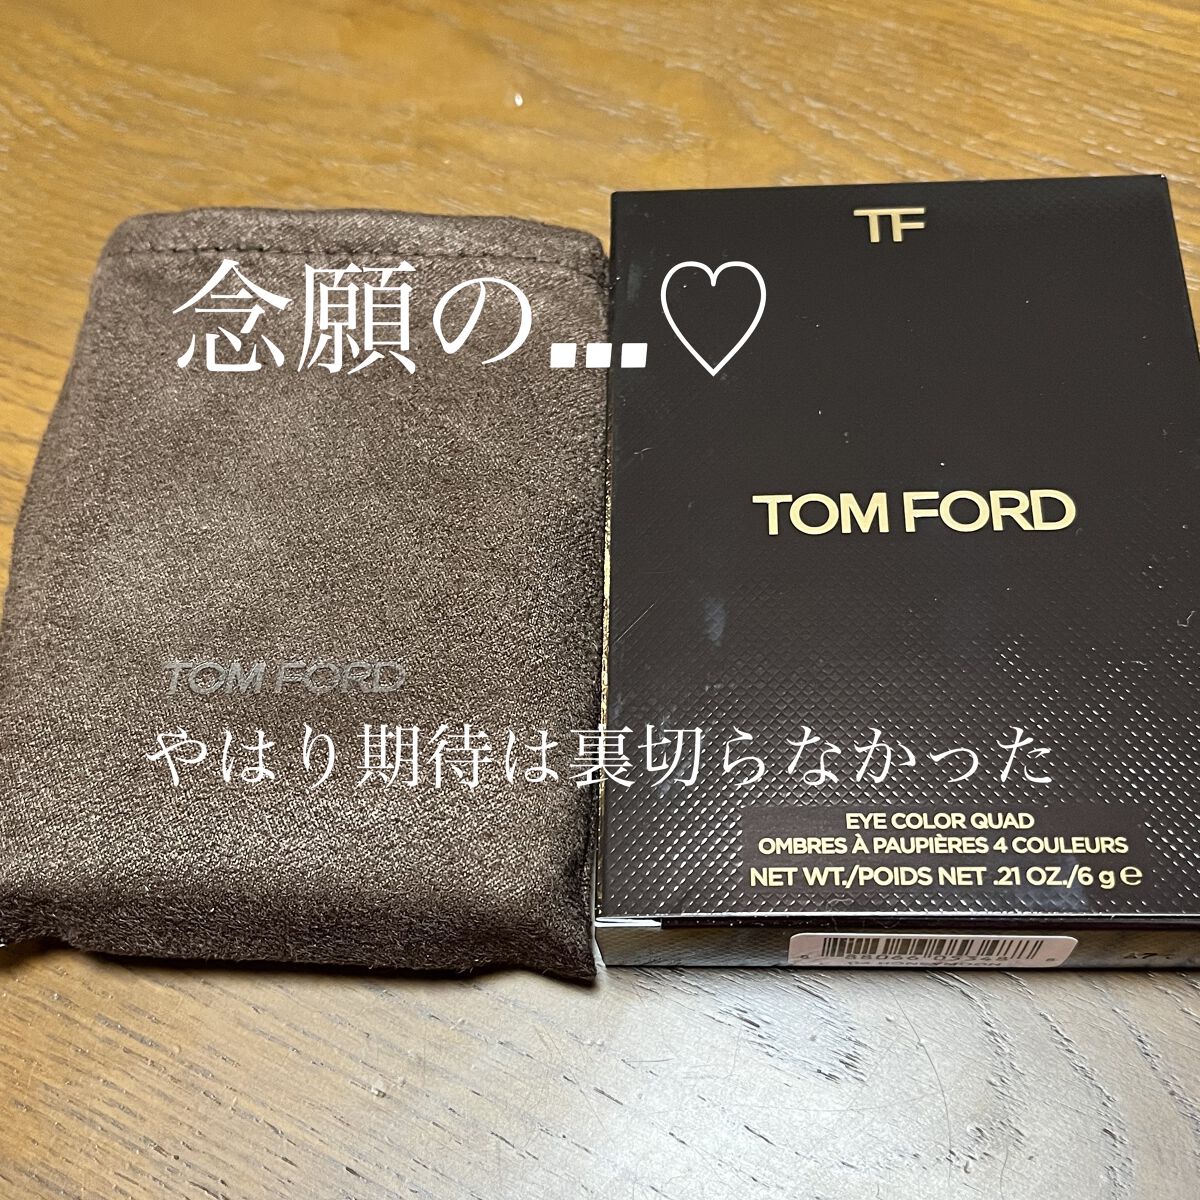 TF
念願の...♡
TOM FORD
TOM FORD
やはり期待は裏切らなかった
EYE COLOR QUAD
OMBRES À PAUPIÈRES 4 COULEURS
NET WT./POIDS NET .21 OZ./6 g e